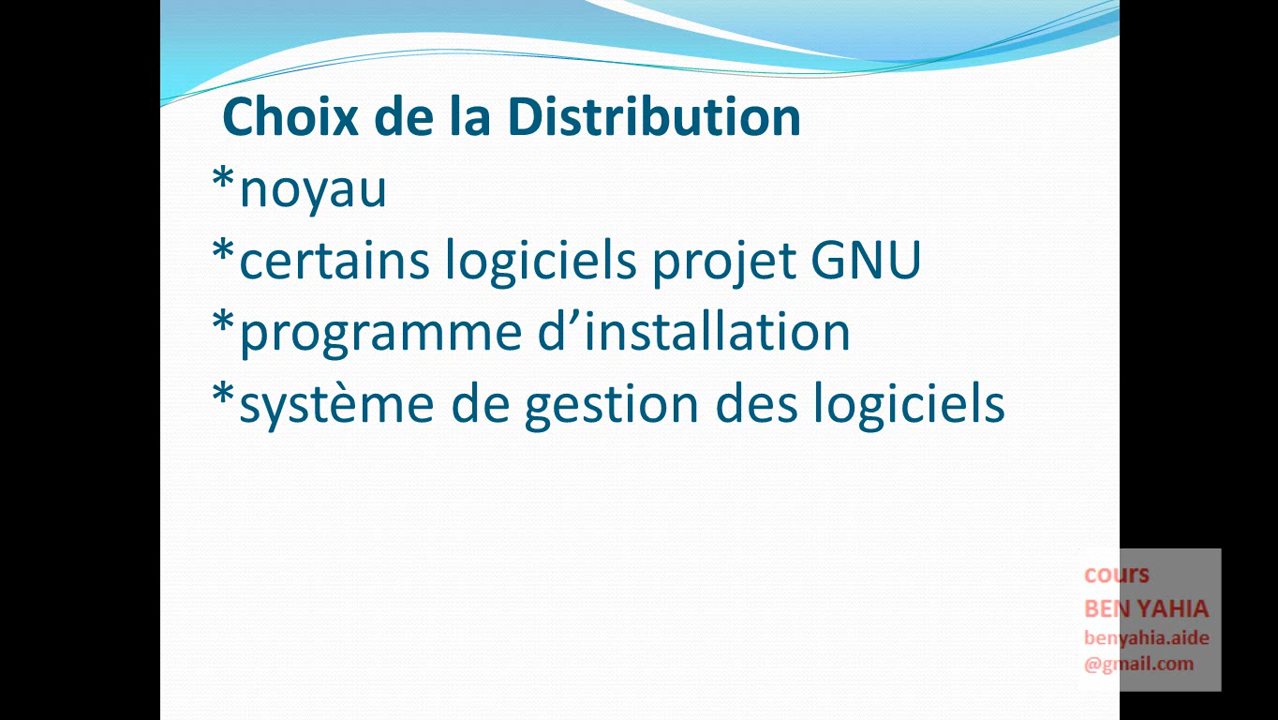 Choix de la Distribution
*noyau
*certains logiciels projet GNU
*programme d’installation
*système de gestion des logiciels
cours
BEN YAHIA
benyahia.aide
@gmail.com